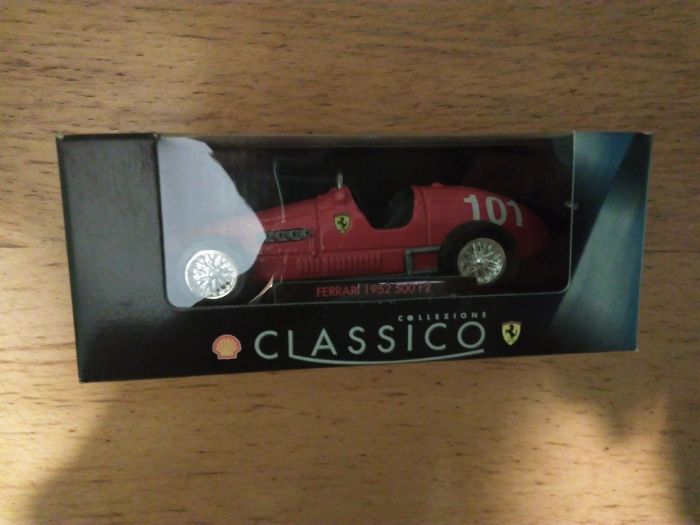 101
FERRARI 1952 500 F2
COLLEZIONE
CLASSICO